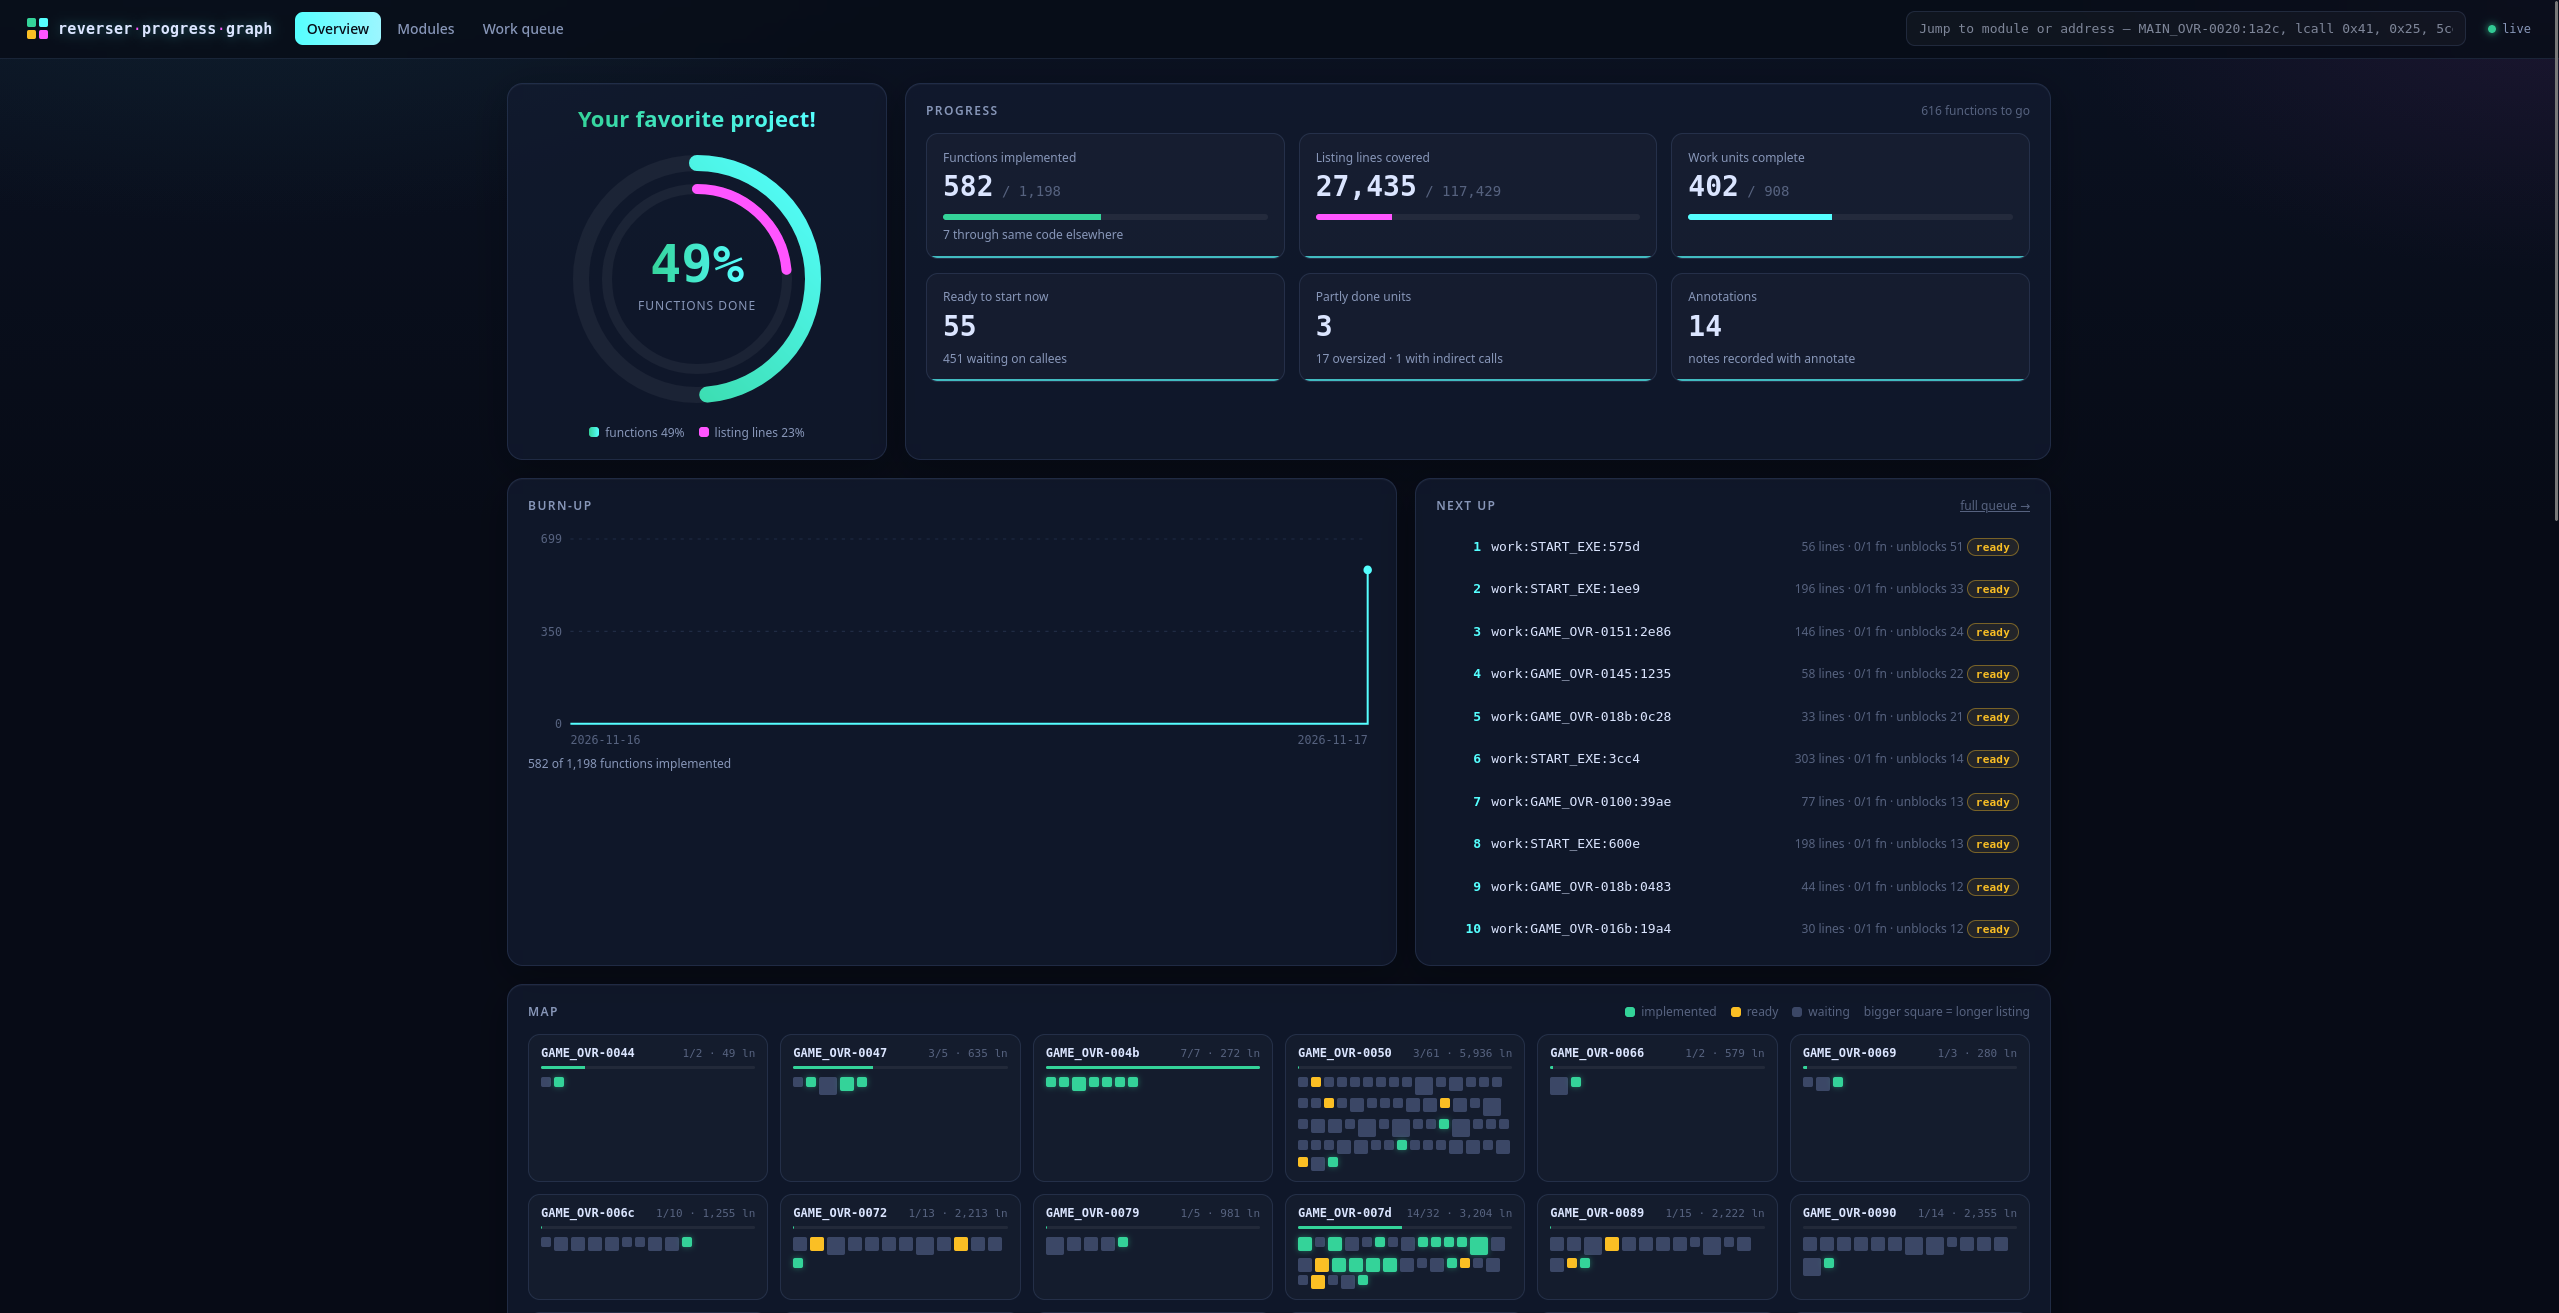 reverser·progress·graph Overview Modules Work queue Jump to module or address — MAIN_OVR-0020:1a2c, lcall 0x41, 0x25, 5c live
Your favorite project!
49%
FUNCTIONS DONE
functions 49% listing lines 23%
PROGRESS 616 functions to go
Functions implemented
582 / 1,198
7 through same code elsewhere
Listing lines covered
27,435 / 117,429
Work units complete
402 / 908
Ready to start now
55
451 waiting on callees
Partly done units
3
17 oversized · 1 with indirect calls
Annotations
14
notes recorded with annotate
BURN-UP
699
350
0
2026-11-16 2026-11-17
582 of 1,198 functions implemented
NEXT UP full queue →
1 work:START_EXE:575d 56 lines · 0/1 fn · unblocks 51 ready
2 work:START_EXE:1ee9 196 lines · 0/1 fn · unblocks 33 ready
3 work:GAME_OVR-0151:2e86 146 lines · 0/1 fn · unblocks 24 ready
4 work:GAME_OVR-0145:1235 58 lines · 0/1 fn · unblocks 22 ready
5 work:GAME_OVR-018b:0c28 33 lines · 0/1 fn · unblocks 21 ready
6 work:START_EXE:3cc4 303 lines · 0/1 fn · unblocks 14 ready
7 work:GAME_OVR-0100:39ae 77 lines · 0/1 fn · unblocks 13 ready
8 work:START_EXE:600e 198 lines · 0/1 fn · unblocks 13 ready
9 work:GAME_OVR-018b:0483 44 lines · 0/1 fn · unblocks 12 ready
10 work:GAME_OVR-016b:19a4 30 lines · 0/1 fn · unblocks 12 ready
MAP implemented ready waiting bigger square = longer listing
GAME_OVR-0044 1/2 · 49 ln
GAME_OVR-0047 3/5 · 635 ln
GAME_OVR-004b 7/7 · 272 ln
GAME_OVR-0050 3/61 · 5,936 ln
GAME_OVR-0066 1/2 · 579 ln
GAME_OVR-0069 1/3 · 280 ln
GAME_OVR-006c 1/10 · 1,255 ln
GAME_OVR-0072 1/13 · 2,213 ln
GAME_OVR-0079 1/5 · 981 ln
GAME_OVR-007d 14/32 · 3,204 ln
GAME_OVR-0089 1/15 · 2,222 ln
GAME_OVR-0090 1/14 · 2,355 ln